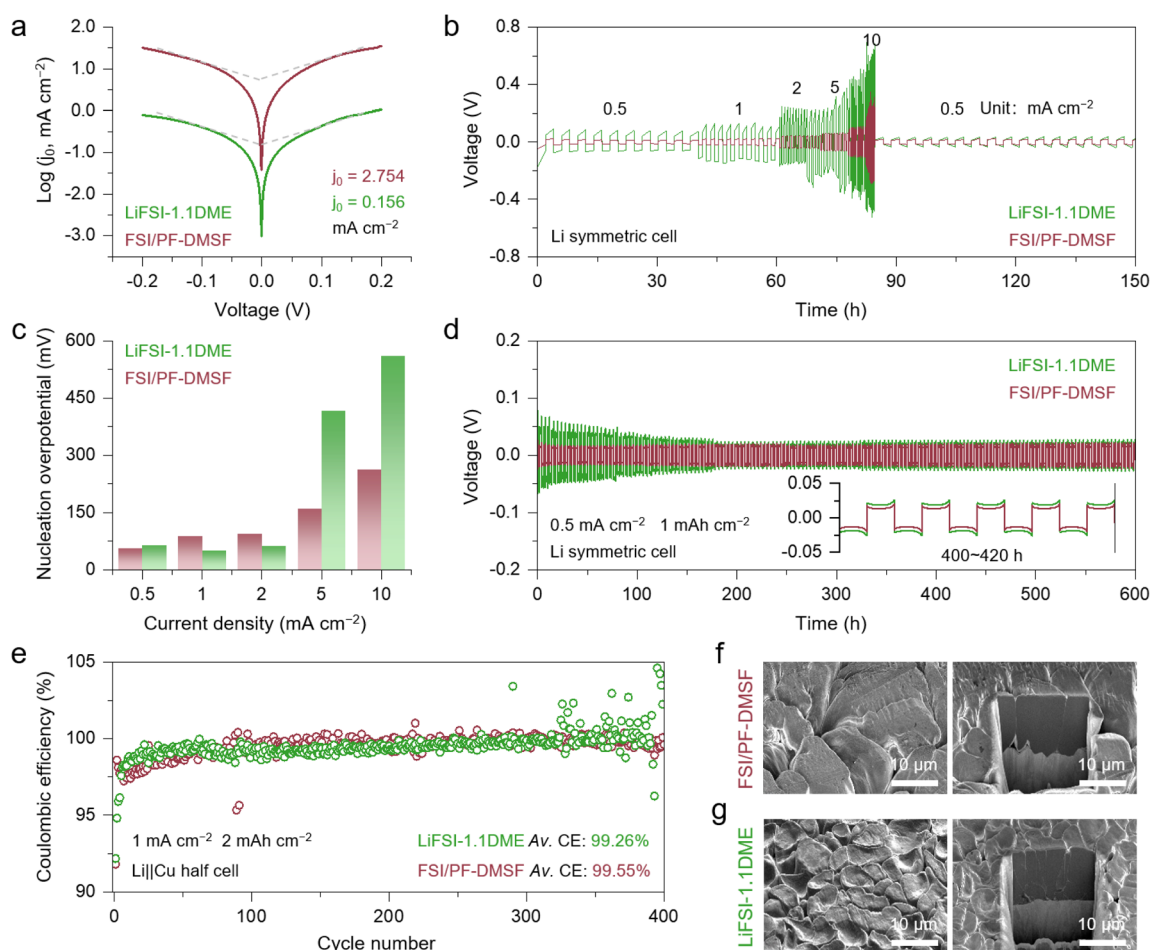 a
2.0
1.0
0.0
-1.0
-2.0
-3.0
Log (j₀, mA cm⁻²)
j₀ = 2.754
j₀ = 0.156
mA cm⁻²
LiFSI-1.1DME
FSI/PF-DMSF
-0.2
-0.1
0.0
0.1
0.2
Voltage (V)
b
0.8
0.4
0.0
-0.4
-0.8
Voltage (V)
0.5
1
2
5
10
0.5
Unit: mA cm⁻²
Li symmetric cell
LiFSI-1.1DME
FSI/PF-DMSF
0
30
60
90
120
150
Time (h)
c
600
450
300
150
0
Nucleation overpotential (mV)
LiFSI-1.1DME
FSI/PF-DMSF
0.5
1
2
5
10
Current density (mA cm⁻²)
d
0.2
0.1
0.0
-0.1
-0.2
Voltage (V)
LiFSI-1.1DME
FSI/PF-DMSF
0.5 mA cm⁻² 1 mAh cm⁻²
Li symmetric cell
0.05
0.00
-0.05
400~420 h
0
100
200
300
400
500
600
Time (h)
e
105
100
95
90
Coulombic efficiency (%)
1 mA cm⁻² 2 mAh cm⁻²
Li||Cu half cell
LiFSI-1.1DME Av. CE: 99.26%
FSI/PF-DMSF Av. CE: 99.55%
0
100
200
300
400
Cycle number
f
FSI/PF-DMSF
10 μm
10 μm
g
LiFSI-1.1DME
10 μm
10 μm